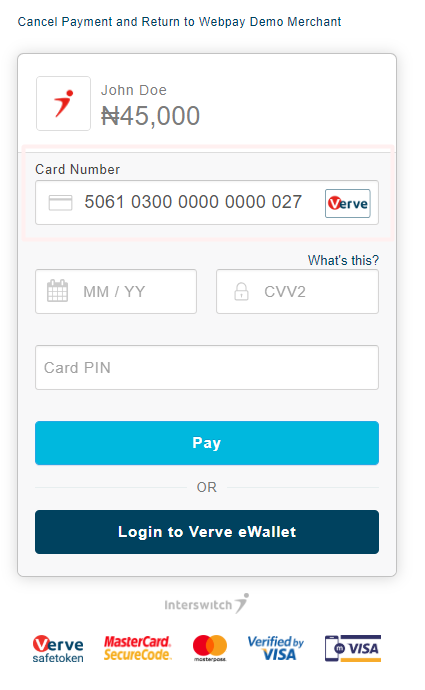 Cancel Payment and Return to Webpay Demo Merchant
John Doe
₦45,000
Card Number
5061 0300 0000 0000 027
Verve
What's this?
MM / YY
CVV2
Card PIN
Pay
OR
Login to Verve eWallet
Interswitch
Verve
safetoken
MasterCard.
SecureCode.
masterpass
Verified by
VISA
m VISA